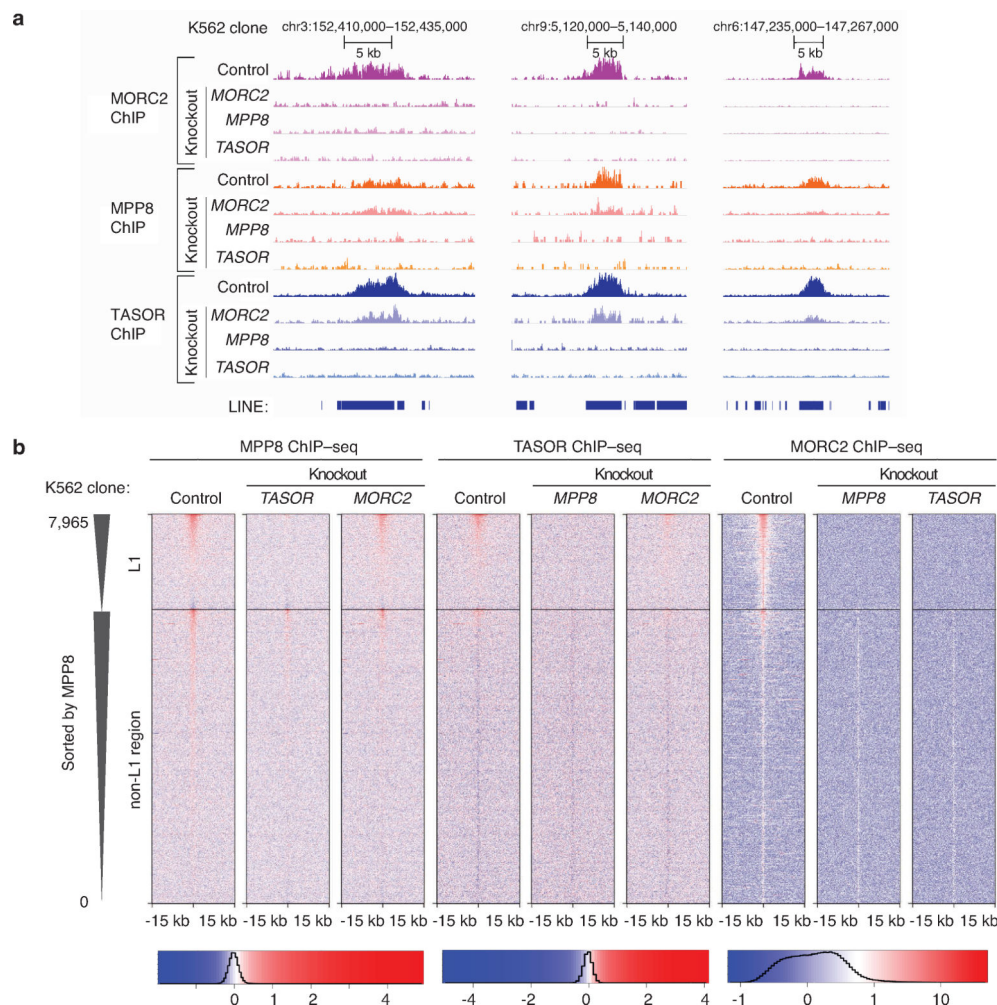 a
K562 clone
chr3:152,410,000–152,435,000
chr9:5,120,000–5,140,000
chr6:147,235,000–147,267,000
5 kb
5 kb
5 kb
MORC2 ChIP
Control
Knockout
MORC2
MPP8
TASOR
MPP8 ChIP
Control
Knockout
MORC2
MPP8
TASOR
TASOR ChIP
Control
Knockout
MORC2
MPP8
TASOR
LINE:
b
MPP8 ChIP–seq
TASOR ChIP–seq
MORC2 ChIP–seq
Knockout
Knockout
Knockout
K562 clone:
Control
TASOR
MORC2
Control
MPP8
MORC2
Control
MPP8
TASOR
7,965
L1
Sorted by MPP8
non-L1 region
0
-15 kb 15 kb
-15 kb 15 kb
-15 kb 15 kb
-15 kb 15 kb
-15 kb 15 kb
-15 kb 15 kb
-15 kb 15 kb
-15 kb 15 kb
-15 kb 15 kb
0 2 4
-4 -2 0 2 4
-1 0 1 10